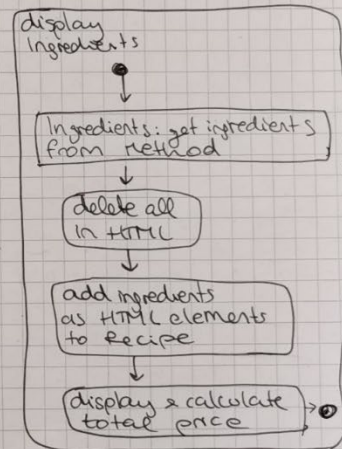 display
Ingredients
Ingredients: get ingredients
from Method
delete all
in HTML
add ingredients
as HTML elements
to Recipe
display & calculate
total price